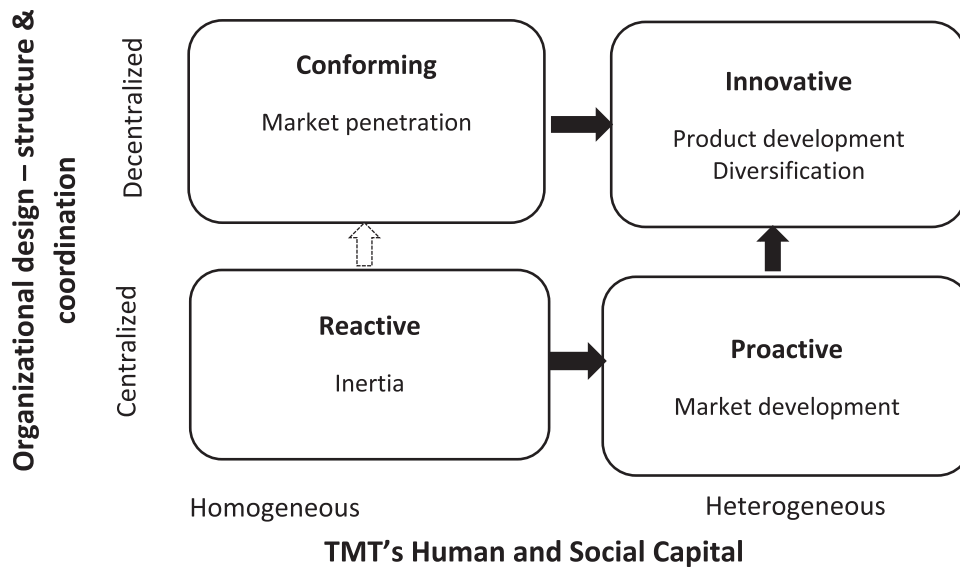 Organizational design – structure &
coordination
Decentralized
Centralized
Conforming
Market penetration
Innovative
Product development
Diversification
Reactive
Inertia
Proactive
Market development
Homogeneous
Heterogeneous
TMT's Human and Social Capital